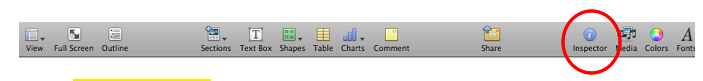 View Full Screen Outline Sections Text Box Shapes Table Charts Comment Share Inspector Media Colors Fonts